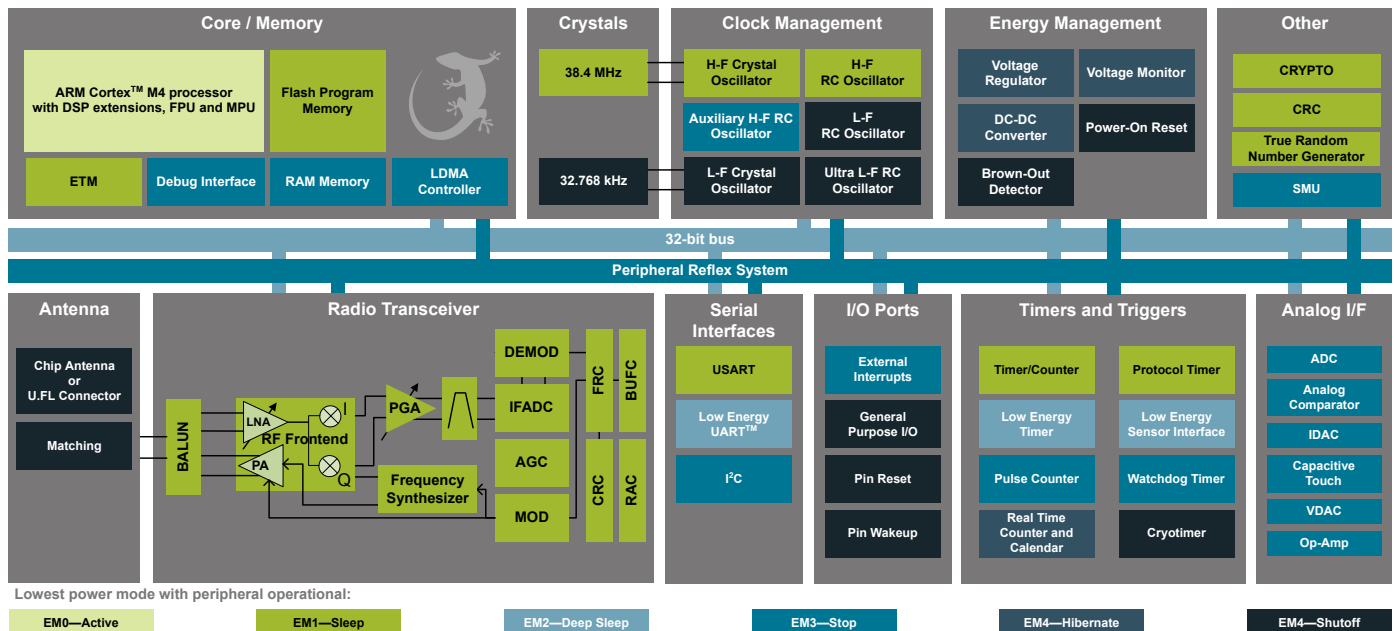 Core / Memory
ARM Cortex™ M4 processor
with DSP extensions, FPU and MPU
Flash Program
Memory
ETM
Debug Interface
RAM Memory
LDMA
Controller
Crystals
38.4 MHz
32.768 kHz
Clock Management
H-F Crystal
Oscillator
H-F
RC Oscillator
Auxiliary H-F RC
Oscillator
L-F
RC Oscillator
L-F Crystal
Oscillator
Ultra L-F RC
Oscillator
Energy Management
Voltage
Regulator
Voltage Monitor
DC-DC
Converter
Power-On Reset
Brown-Out
Detector
Other
CRYPTO
CRC
True Random
Number Generator
SMU
32-bit bus
Peripheral Reflex System
Antenna
Chip Antenna
or
U.FL Connector
Matching
Radio Transceiver
BALUN
LNA
RF Frontend
PA
I
Q
PGA
Frequency
Synthesizer
DEMOD
IFADC
AGC
MOD
FRC
BUFC
CRC
RAC
Serial
Interfaces
USART
Low Energy
UART™
I²C
I/O Ports
External
Interrupts
General
Purpose I/O
Pin Reset
Pin Wakeup
Timers and Triggers
Timer/Counter
Protocol Timer
Low Energy
Timer
Low Energy
Sensor Interface
Pulse Counter
Watchdog Timer
Real Time
Counter and
Calendar
Cryotimer
Analog I/F
ADC
Analog
Comparator
IDAC
Capacitive
Touch
VDAC
Op-Amp
Lowest power mode with peripheral operational:
EM0—Active
EM1—Sleep
EM2—Deep Sleep
EM3—Stop
EM4—Hibernate
EM4—Shutoff